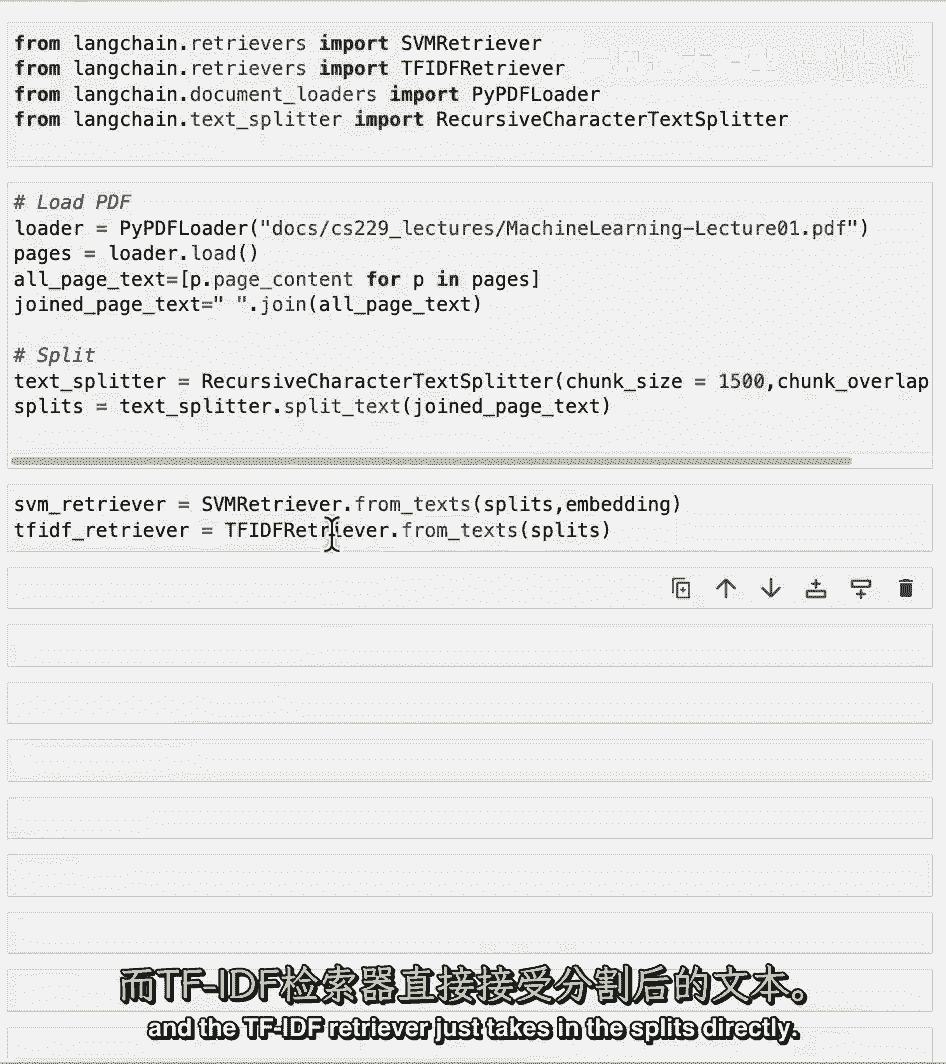 from langchain.retrievers import SVMRetriever
from langchain.retrievers import TFIDFRetriever
from langchain.document_loaders import PyPDFLoader
from langchain.text_splitter import RecursiveCharacterTextSplitter
# Load PDF
loader = PyPDFLoader("docs/cs229_lectures/MachineLearning-Lecture01.pdf")
pages = loader.load()
all_page_text=[p.page_content for p in pages]
joined_page_text=" ".join(all_page_text)
# Split
text_splitter = RecursiveCharacterTextSplitter(chunk_size = 1500,chunk_overlap
splits = text_splitter.split_text(joined_page_text)
svm_retriever = SVMRetriever.from_texts(splits,embedding)
tfidf_retriever = TFIDFRetriever.from_texts(splits)
而TF-IDF检索器直接接受分割后的文本。
and the TF-IDF retriever just takes in the splits directly.